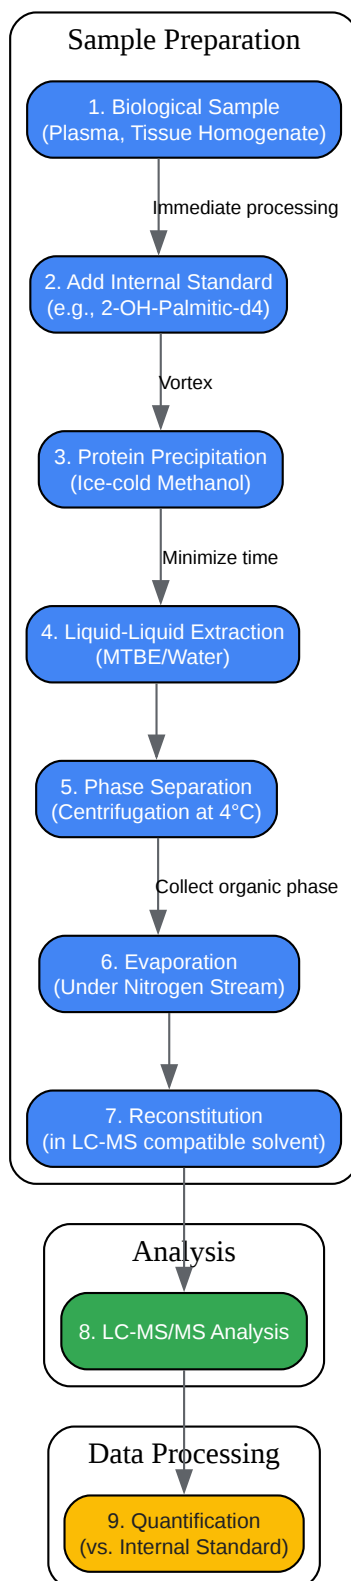 Sample Preparation
1. Biological Sample
(Plasma, Tissue Homogenate)
Immediate processing
2. Add Internal Standard
(e.g., 2-OH-Palmitic-d4)
Vortex
3. Protein Precipitation
(Ice-cold Methanol)
Minimize time
4. Liquid-Liquid Extraction
(MTBE/Water)
5. Phase Separation
(Centrifugation at 4°C)
Collect organic phase
6. Evaporation
(Under Nitrogen Stream)
7. Reconstitution
(in LC-MS compatible solvent)
Analysis
8. LC-MS/MS Analysis
Data Processing
9. Quantification
(vs. Internal Standard)